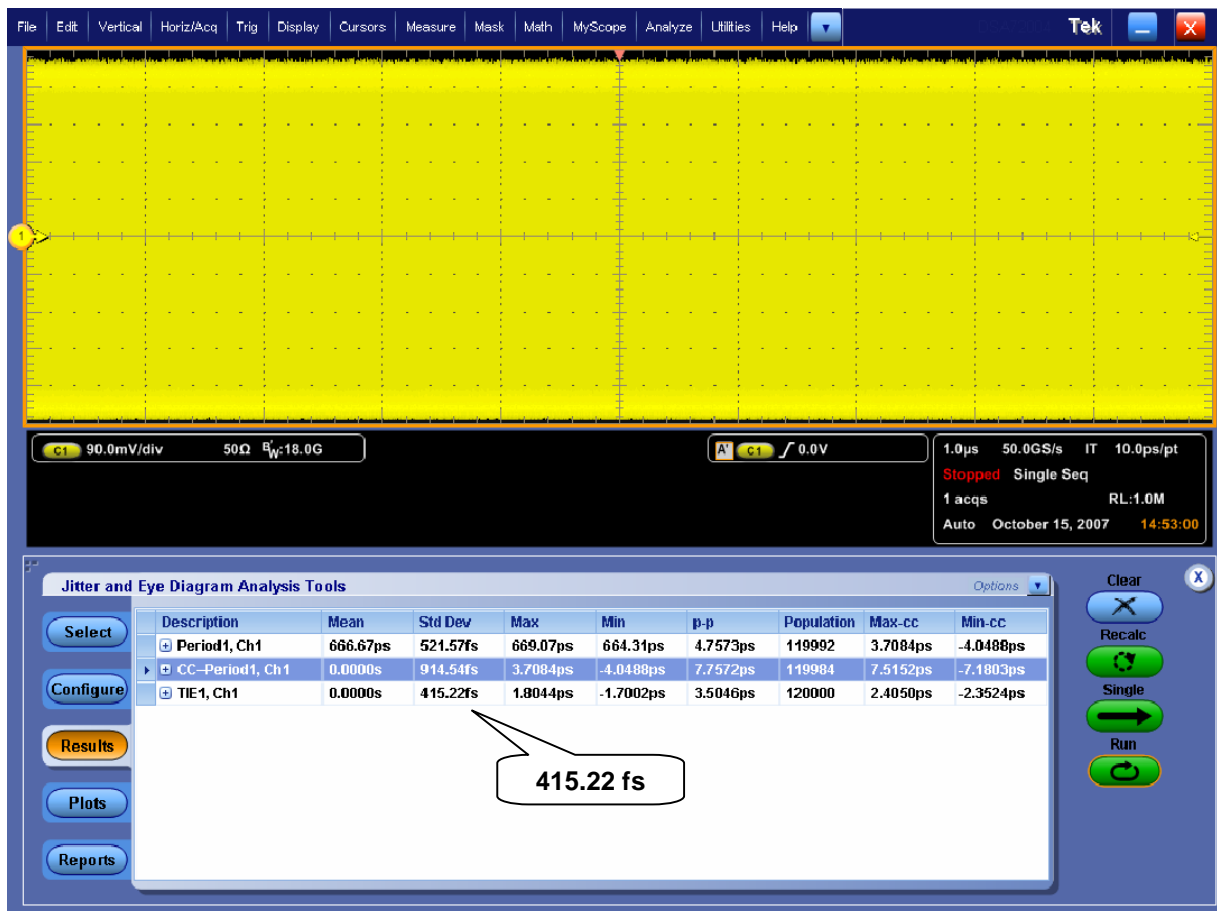 File Edit Vertical Horiz/Acq Trig Display Cursors Measure Mask Math MyScope Analyze Utilities Help Tek
1
C1 90.0mV/div 50Ω BW:18.0G
A' C1 0.0V
1.0µs 50.0GS/s IT 10.0ps/pt
Stopped Single Seq
1 acqs RL:1.0M
Auto October 15, 2007 14:53:00
Jitter and Eye Diagram Analysis Tools Options
Select
Configure
Results
Plots
Reports
Description Mean Std Dev Max Min p-p Population Max-cc Min-cc
Period1, Ch1 666.67ps 521.57fs 669.07ps 664.31ps 4.7573ps 119992 3.7084ps -4.0488ps
CC–Period1, Ch1 0.0000s 914.54fs 3.7084ps -4.0488ps 7.7572ps 119984 7.5152ps -7.1803ps
TIE1, Ch1 0.0000s 415.22fs 1.8044ps -1.7002ps 3.5046ps 120000 2.4050ps -2.3524ps
415.22 fs
Clear
X
Recalc
Single
Run